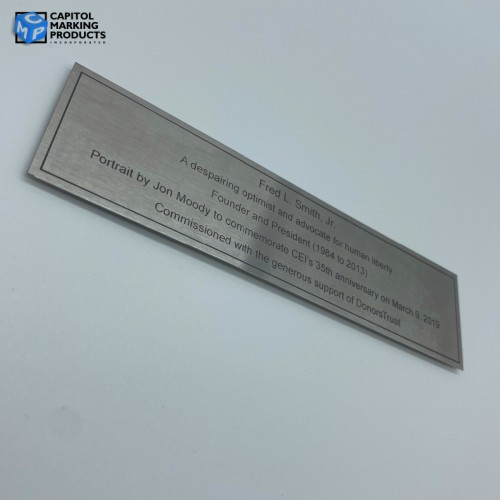 CMP
CAPITOL
MARKING
PRODUCTS
INCORPORATED
Fred L. Smith, Jr.
A despairing optimist and advocate for human liberty
Founder and President (1984 to 2013)
Portrait by Jon Moody to commemorate CEI's 35th anniversary on March 9, 2019
Commissioned with the generous support of DonorsTrust